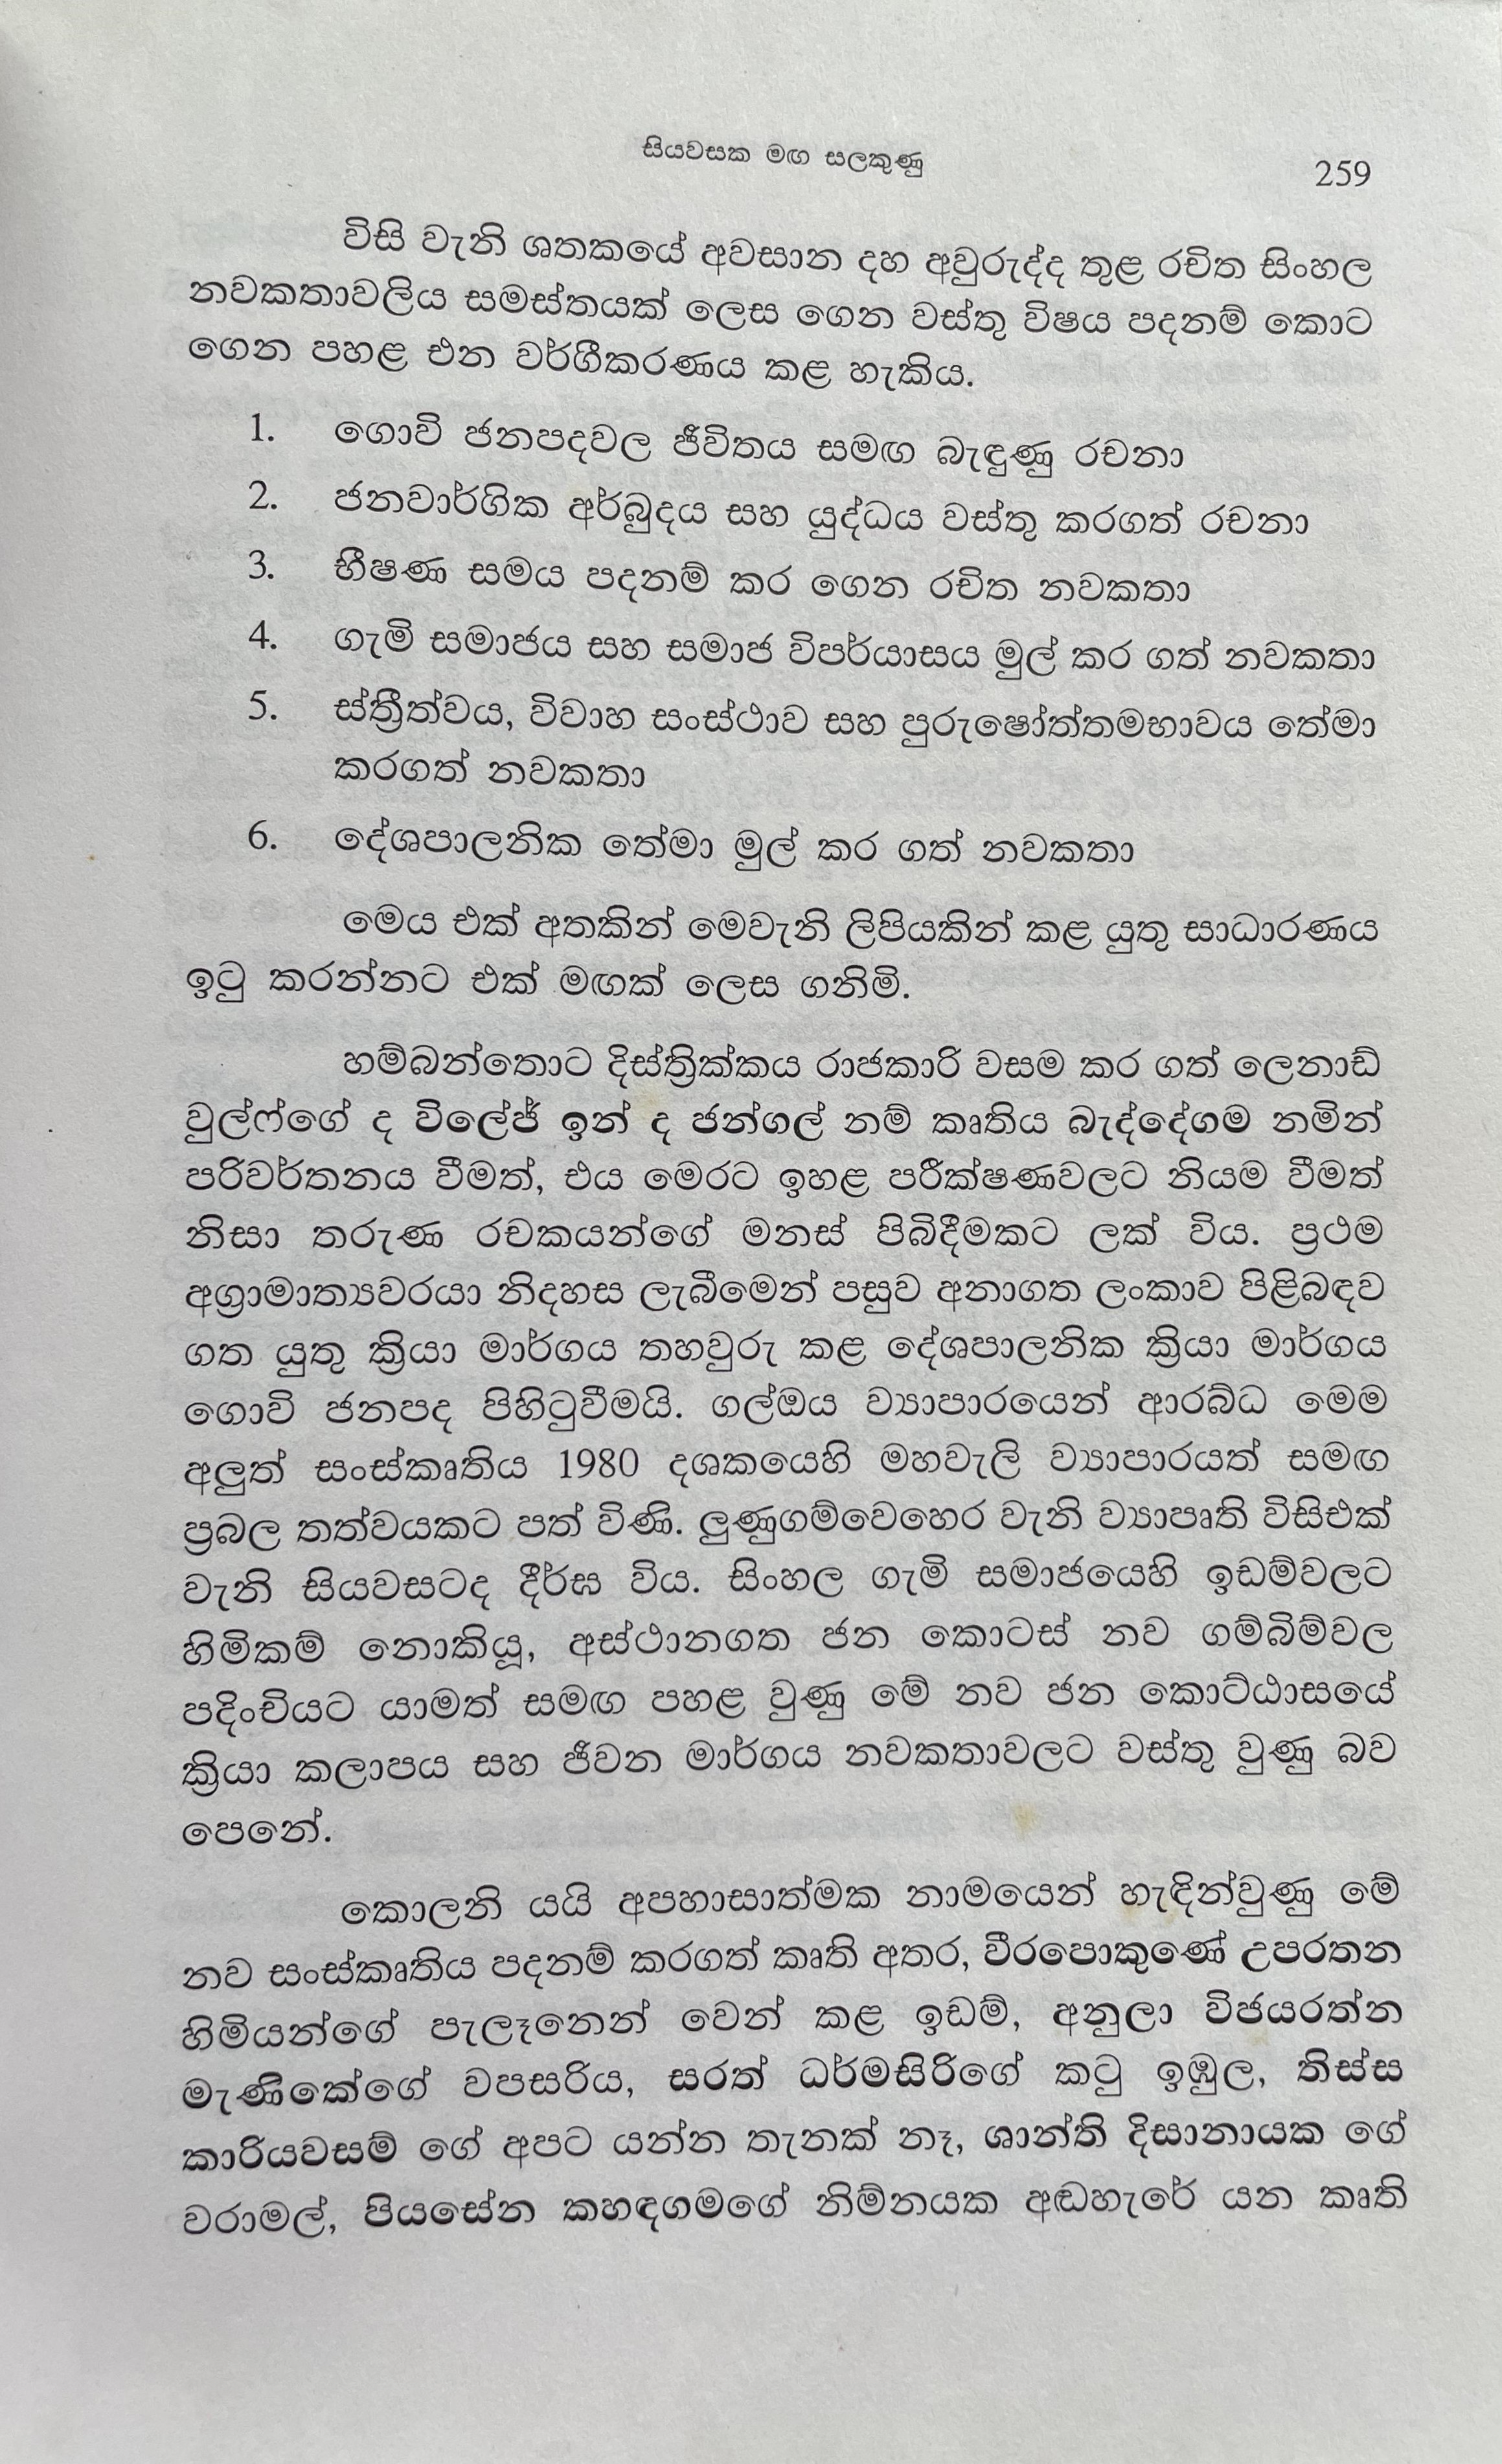 සියවසක මඟ සලකුණු
259
විසි වැනි ශතකයේ අවසාන දහ අවුරුද්ද තුළ රචිත සිංහල
නවකතාවලිය සමස්තයක් ලෙස ගෙන වස්තු විෂය පදනම් කොට
ගෙන පහළ එන වර්ගීකරණය කළ හැකිය.
1. ගොවි ජනපදවල ජීවිතය සමඟ බැඳුණු රචනා
2. ජනවාර්ගික අර්බුදය සහ යුද්ධය වස්තු කරගත් රචනා
3. භීෂණ සමය පදනම් කර ගෙන රචිත නවකතා
4. ගැමි සමාජය සහ සමාජ විපර්යාසය මුල් කර ගත් නවකතා
5. ස්ත්‍රීත්වය, විවාහ සංස්ථාව සහ පුරුෂෝත්තමභාවය තේමා
කරගත් නවකතා
6. දේශපාලනික තේමා මුල් කර ගත් නවකතා
මෙය එක් අතකින් මෙවැනි ලිපියකින් කළ යුතු සාධාරණය
ඉටු කරන්නට එක් මඟක් ලෙස ගනිමි.
හම්බන්තොට දිස්ත්‍රික්කය රාජකාරි වසම කර ගත් ලෙනාඩ්
වුල්ෆ්ගේ ද විලේජ් ඉන් ද ජන්ගල් නම් කෘතිය බැද්දේගම නමින්
පරිවර්තනය වීමත්, එය මෙරට ඉහළ පරීක්ෂණවලට නියම වීමත්
නිසා තරුණ රචකයන්ගේ මනස් පිබිදීමකට ලක් විය. ප්‍රථම
අග්‍රාමාත්‍යවරයා නිදහස ලැබීමෙන් පසුව අනාගත ලංකාව පිළිබඳව
ගත යුතු ක්‍රියා මාර්ගය තහවුරු කළ දේශපාලනික ක්‍රියා මාර්ගය
ගොවි ජනපද පිහිටුවීමයි. ගල්ඔය ව්‍යාපාරයෙන් ආරබ්ධ මෙම
අලුත් සංස්කෘතිය 1980 දශකයෙහි මහවැලි ව්‍යාපාරයත් සමඟ
ප්‍රබල තත්වයකට පත් විණි. ලුණුගම්වෙහෙර වැනි ව්‍යාපෘති විසිඑක්
වැනි සියවසටද දීර්ඝ විය. සිංහල ගැමි සමාජයෙහි ඉඩම්වලට
හිමිකම් නොකියූ, අස්ථානගත ජන කොටස් නව ගම්බිම්වල
පදිංචියට යාමත් සමඟ පහළ වුණු මේ නව ජන කොට්ඨාසයේ
ක්‍රියා කලාපය සහ ජීවන මාර්ගය නවකතාවලට වස්තු වුණු බව
පෙනේ.
කොලනි යයි අපහාසාත්මක නාමයෙන් හැඳින්වුණු මේ
නව සංස්කෘතිය පදනම් කරගත් කෘති අතර, වීරපොකුණේ උපරතන
හිමියන්ගේ පැලෑනෙන් වෙන් කළ ඉඩම්, අනුලා විජයරත්න
මැණිකේගේ වපසරිය, සරත් ධර්මසිරිගේ කටු ඉඹුල, තිස්ස
කාරියවසම් ගේ අපට යන්න තැනක් නෑ, ශාන්ති දිසානායක ගේ
වරාමල්, පියසේන කහඳගමගේ නිම්නයක අඬහැරේ යන කෘති